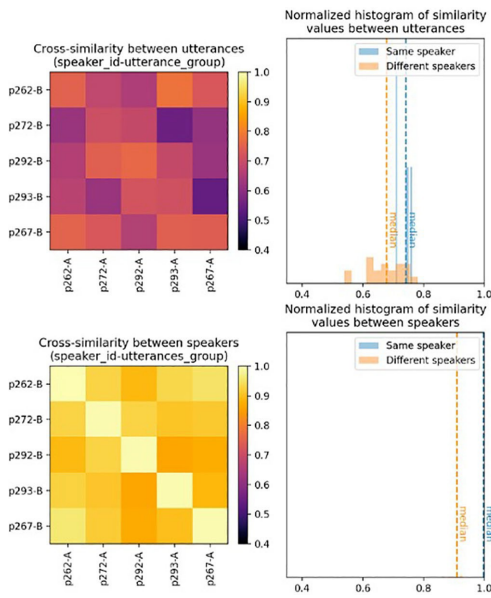 Cross-similarity between utterances
(speaker_id-utterance_group)
p262-B
p272-B
p292-B
p293-B
p267-B
p262-A
p272-A
p292-A
p293-A
p267-A
1.0
0.9
0.8
0.7
0.6
0.5
0.4
Normalized histogram of similarity
values between utterances
Same speaker
Different speakers
median
median
0.4
0.6
0.8
1.0
Cross-similarity between speakers
(speaker_id-utterances_group)
p262-B
p272-B
p292-B
p293-B
p267-B
p262-A
p272-A
p292-A
p293-A
p267-A
1.0
0.9
0.8
0.7
0.6
0.5
0.4
Normalized histogram of similarity
values between speakers
Same speaker
Different speakers
median
median
0.4
0.6
0.8
1.0